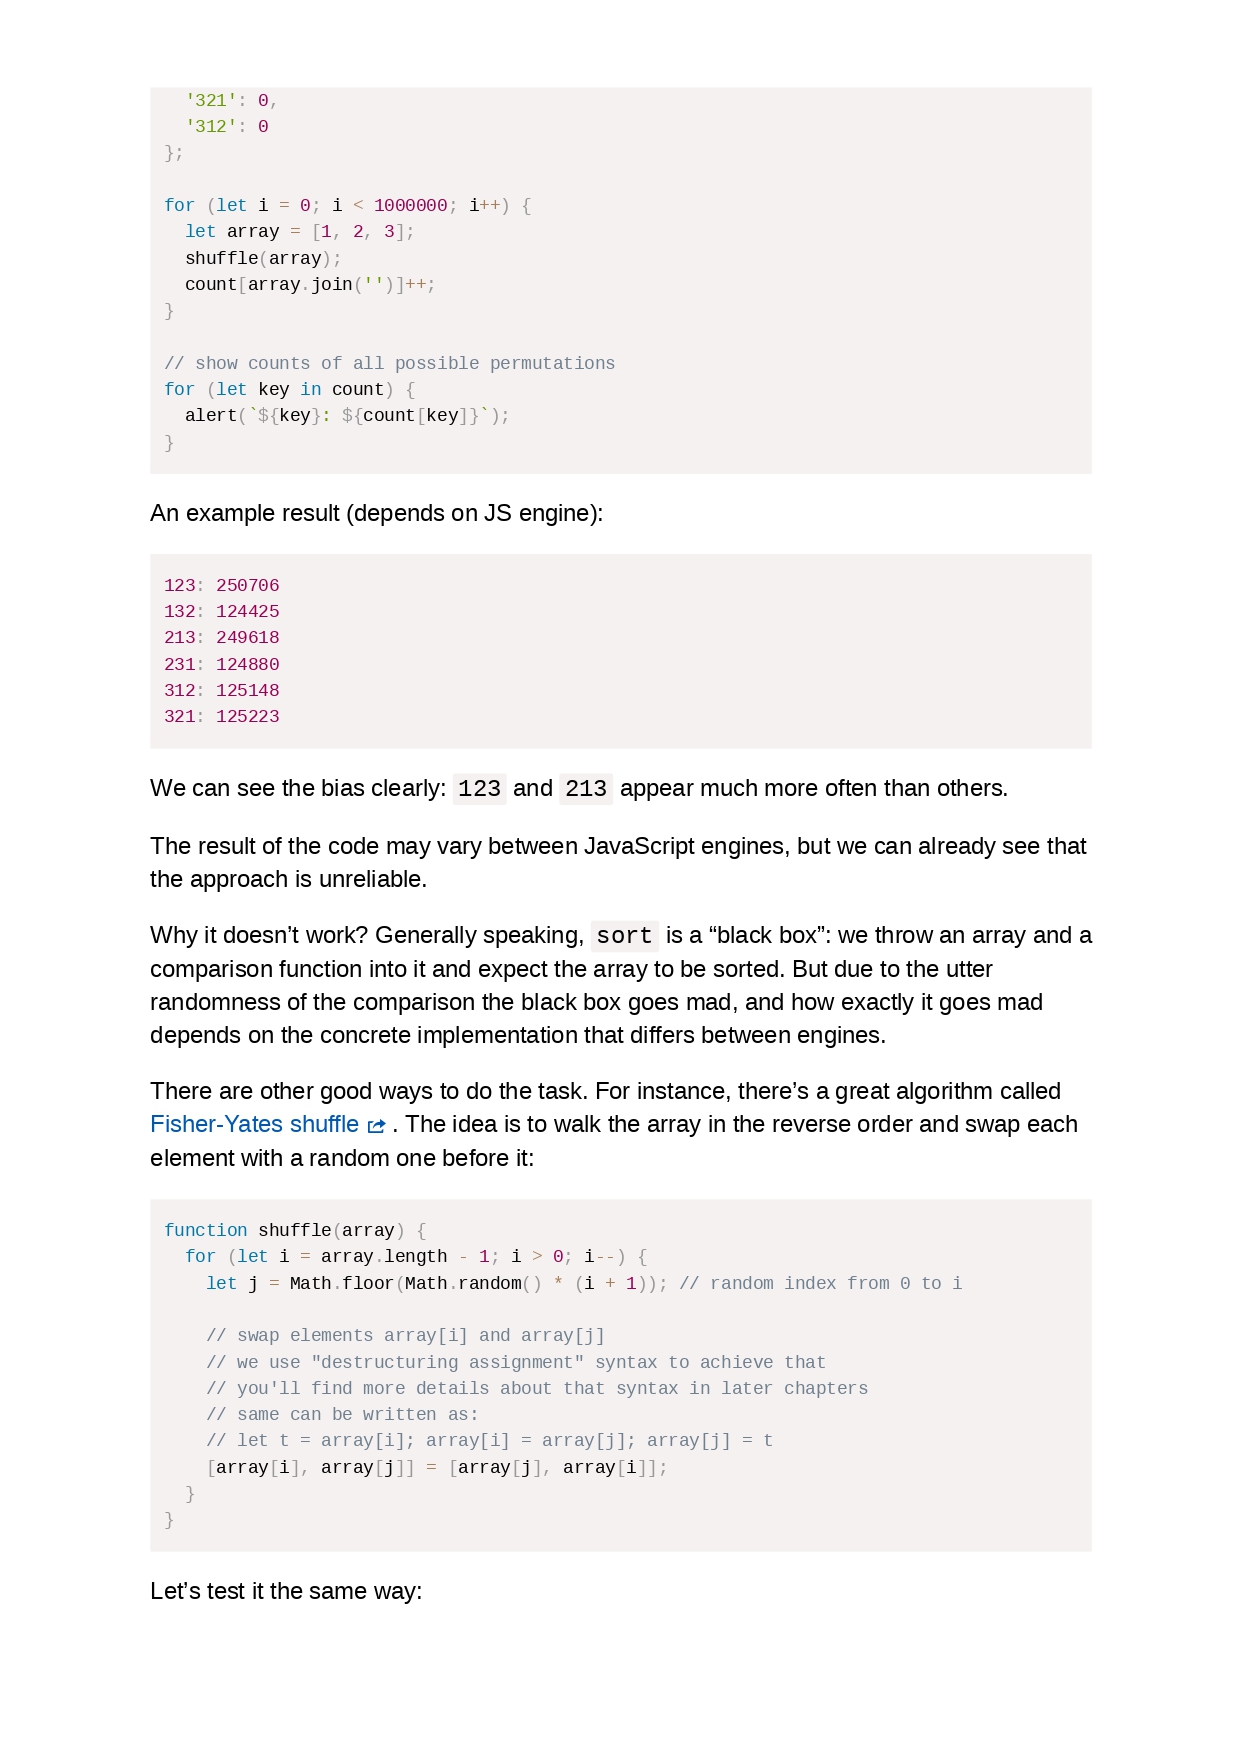 '321': 0,
  '312': 0
};

for (let i = 0; i < 1000000; i++) {
  let array = [1, 2, 3];
  shuffle(array);
  count[array.join('')]++;
}

// show counts of all possible permutations
for (let key in count) {
  alert(`${key}: ${count[key]}`);
}

An example result (depends on JS engine):

123: 250706
132: 124425
213: 249618
231: 124880
312: 125148
321: 125223

We can see the bias clearly: 123 and 213 appear much more often than others.

The result of the code may vary between JavaScript engines, but we can already see that
the approach is unreliable.

Why it doesn’t work? Generally speaking, sort is a “black box”: we throw an array and a
comparison function into it and expect the array to be sorted. But due to the utter
randomness of the comparison the black box goes mad, and how exactly it goes mad
depends on the concrete implementation that differs between engines.

There are other good ways to do the task. For instance, there’s a great algorithm called
Fisher-Yates shuffle . The idea is to walk the array in the reverse order and swap each
element with a random one before it:

function shuffle(array) {
  for (let i = array.length - 1; i > 0; i--) {
    let j = Math.floor(Math.random() * (i + 1)); // random index from 0 to i

    // swap elements array[i] and array[j]
    // we use "destructuring assignment" syntax to achieve that
    // you'll find more details about that syntax in later chapters
    // same can be written as:
    // let t = array[i]; array[i] = array[j]; array[j] = t
    [array[i], array[j]] = [array[j], array[i]];
  }
}

Let’s test it the same way: